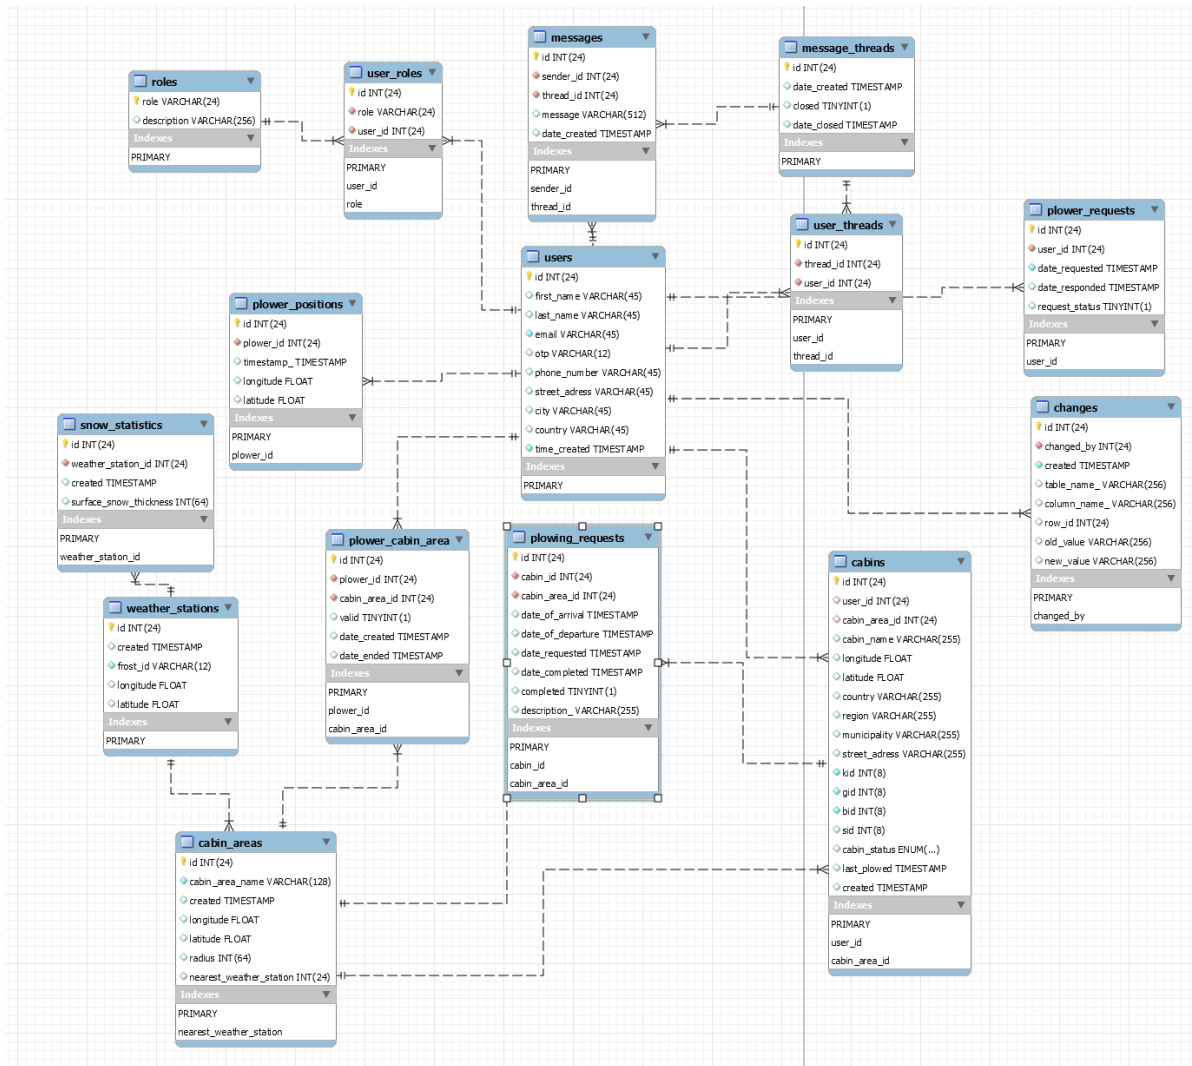 roles
role VARCHAR(24)
description VARCHAR(256)
Indexes
PRIMARY
user_roles
id INT(24)
role VARCHAR(24)
user_id INT(24)
Indexes
PRIMARY
user_id
role
messages
id INT(24)
sender_id INT(24)
thread_id INT(24)
message VARCHAR(512)
date_created TIMESTAMP
Indexes
PRIMARY
sender_id
thread_id
message_threads
id INT(24)
date_created TIMESTAMP
closed TINYINT(1)
date_closed TIMESTAMP
Indexes
PRIMARY
user_threads
id INT(24)
thread_id INT(24)
user_id INT(24)
Indexes
PRIMARY
user_id
thread_id
plower_requests
id INT(24)
user_id INT(24)
date_requested TIMESTAMP
date_responded TIMESTAMP
request_status TINYINT(1)
Indexes
PRIMARY
user_id
users
id INT(24)
first_name VARCHAR(45)
last_name VARCHAR(45)
email VARCHAR(45)
otp VARCHAR(12)
phone_number VARCHAR(45)
street_adress VARCHAR(45)
city VARCHAR(45)
country VARCHAR(45)
time_created TIMESTAMP
Indexes
PRIMARY
plower_positions
id INT(24)
plower_id INT(24)
timestamp_ TIMESTAMP
longitude FLOAT
latitude FLOAT
Indexes
PRIMARY
plower_id
snow_statistics
id INT(24)
weather_station_id INT(24)
created TIMESTAMP
surface_snow_thickness INT(64)
Indexes
PRIMARY
weather_station_id
changes
id INT(24)
changed_by INT(24)
created TIMESTAMP
table_name_ VARCHAR(256)
column_name_ VARCHAR(256)
row_id INT(24)
old_value VARCHAR(256)
new_value VARCHAR(256)
Indexes
PRIMARY
changed_by
plower_cabin_area
id INT(24)
plower_id INT(24)
cabin_area_id INT(24)
valid TINYINT(1)
date_created TIMESTAMP
date_ended TIMESTAMP
Indexes
PRIMARY
plower_id
cabin_area_id
plowing_requests
id INT(24)
cabin_id INT(24)
cabin_area_id INT(24)
date_of_arrival TIMESTAMP
date_of_departure TIMESTAMP
date_requested TIMESTAMP
date_completed TIMESTAMP
completed TINYINT(1)
description_ VARCHAR(255)
Indexes
PRIMARY
cabin_id
cabin_area_id
cabins
id INT(24)
user_id INT(24)
cabin_area_id INT(24)
cabin_name VARCHAR(255)
longitude FLOAT
latitude FLOAT
country VARCHAR(255)
region VARCHAR(255)
municipality VARCHAR(255)
street_adress VARCHAR(255)
kid INT(8)
gid INT(8)
bid INT(8)
sid INT(8)
cabin_status ENUM(...)
last_plowed TIMESTAMP
created TIMESTAMP
Indexes
PRIMARY
user_id
cabin_area_id
weather_stations
id INT(24)
created TIMESTAMP
frost_id VARCHAR(12)
longitude FLOAT
latitude FLOAT
Indexes
PRIMARY
cabin_areas
id INT(24)
cabin_area_name VARCHAR(128)
created TIMESTAMP
longitude FLOAT
latitude FLOAT
radius INT(64)
nearest_weather_station INT(24)
Indexes
PRIMARY
nearest_weather_station